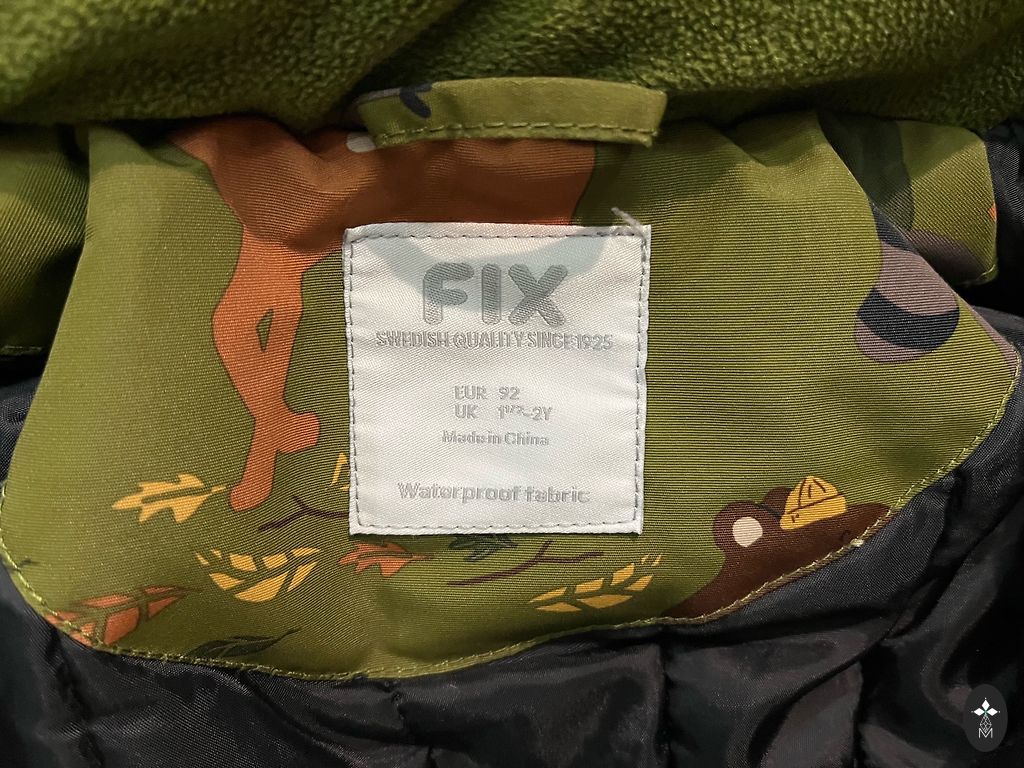 FIX
SWEDISH QUALITY SINCE 1925
EUR 92
UK 1½-2Y
Made in China
Waterproof fabric
M